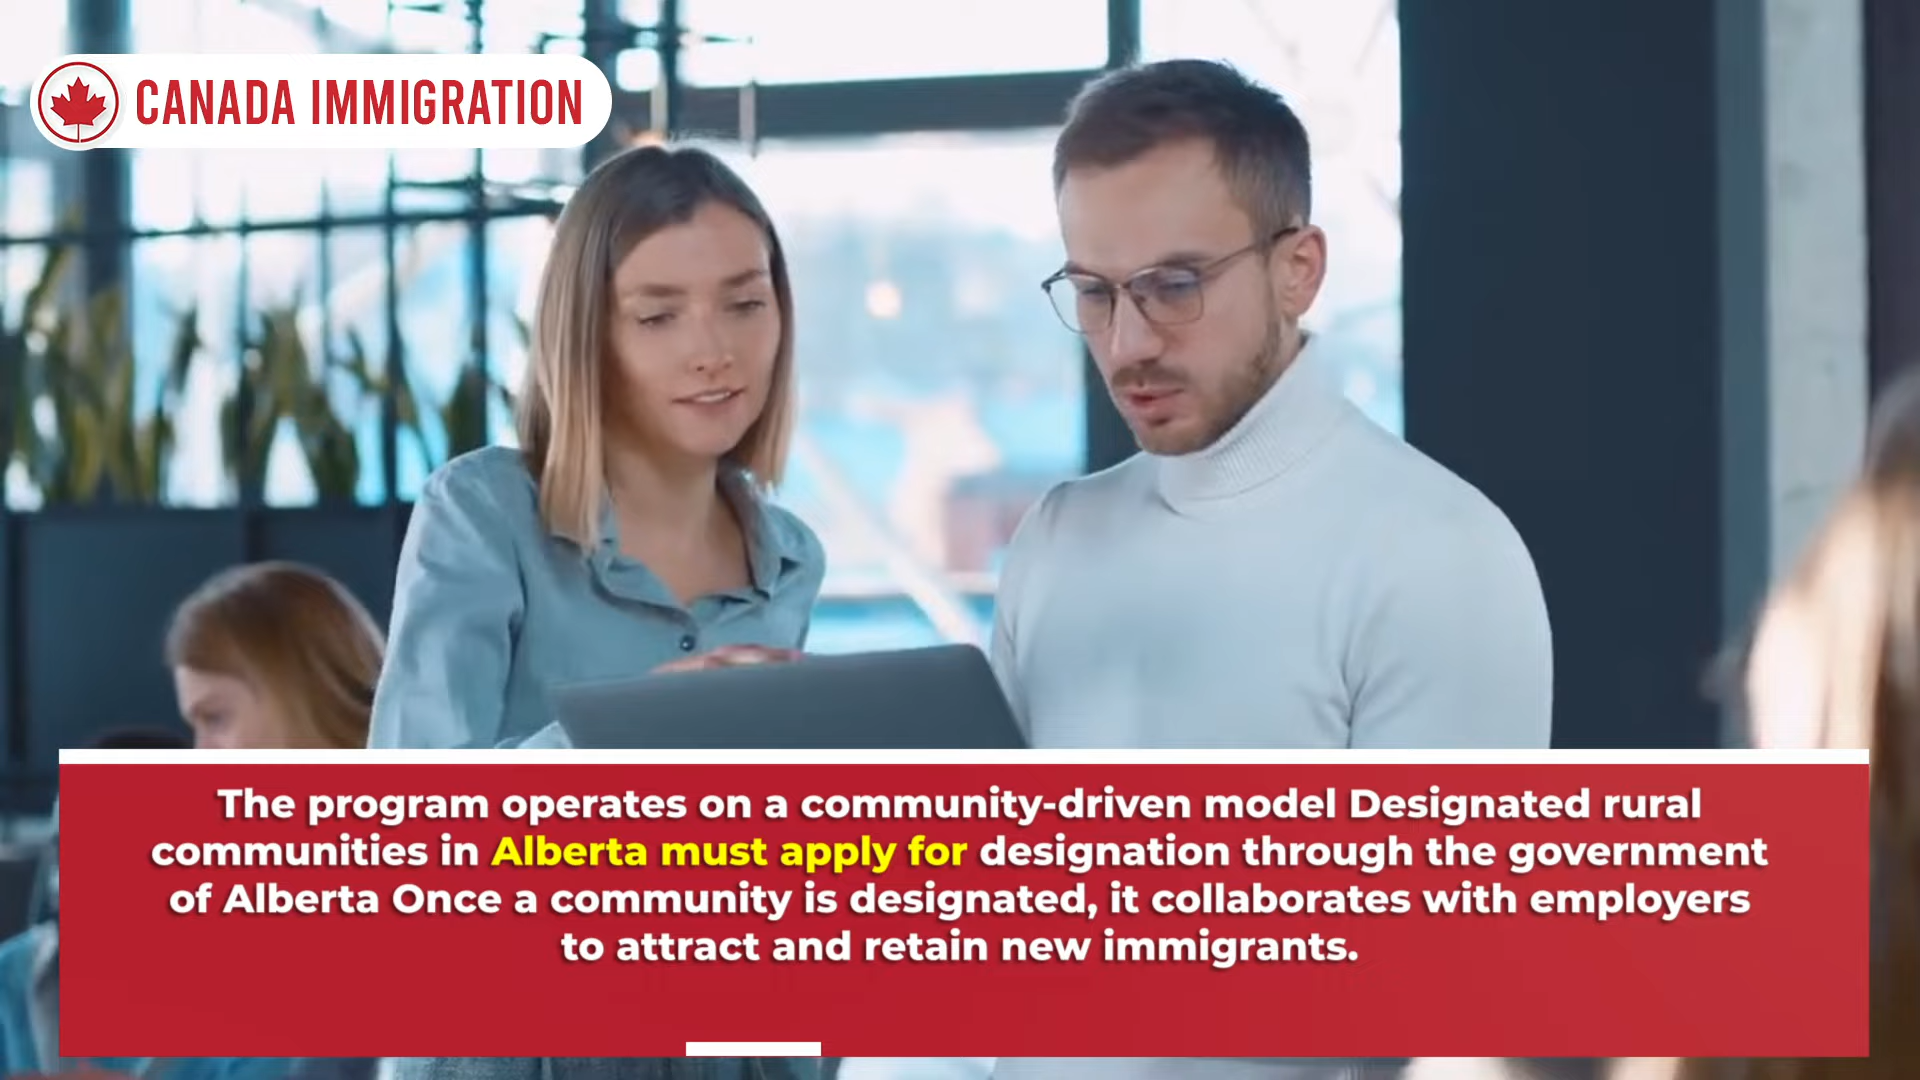 CANADA IMMIGRATION
The program operates on a community-driven model Designated rural
communities in Alberta must apply for designation through the government
of Alberta Once a community is designated, it collaborates with employers
to attract and retain new immigrants.